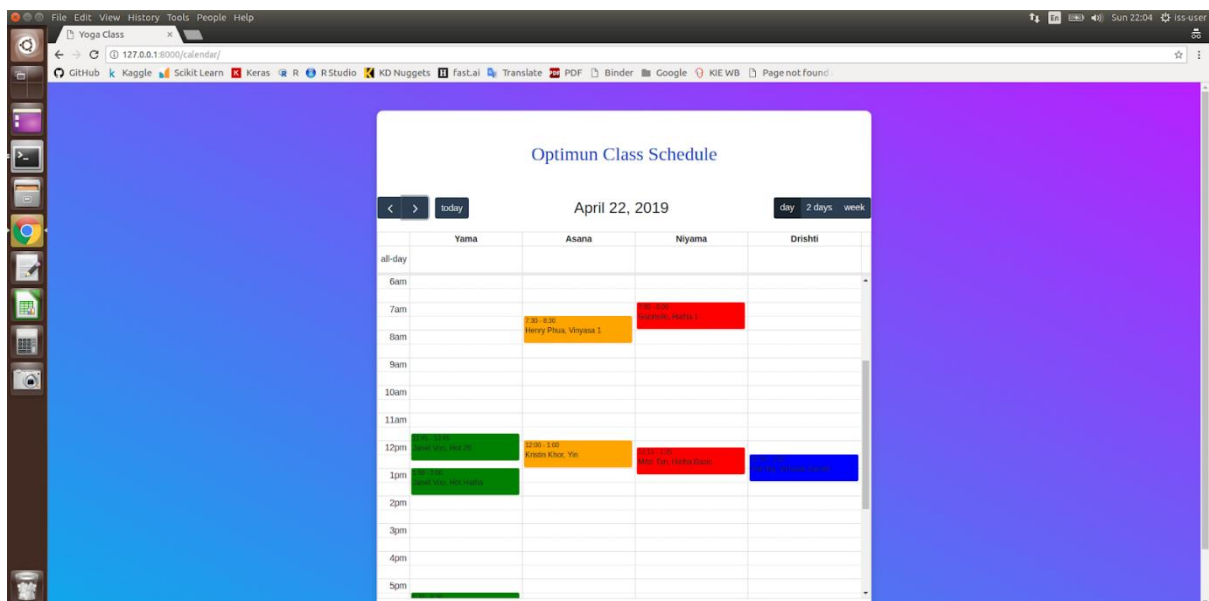 File Edit View History Tools People Help
En Sun 22:04 iss-user
Yoga Class
127.0.0.1:8000/calendar/
GitHub Kaggle Scikit Learn Keras R RStudio KD Nuggets fast.ai Translate PDF Binder Google KIE WB Page not found
Optimun Class Schedule
today April 22, 2019 day 2 days week
Yama Asana Niyama Drishti
all-day
6am
7am
7:30 - 8:30
Henry Phua, Vinyasa 1
8am
9am
10am
11am
12:00 - 1:00
12pm
Janet Voo, Hot
Kristin Khor, Yin
1pm
Janet Voo, Hot Hatha
2pm
3pm
4pm
5pm